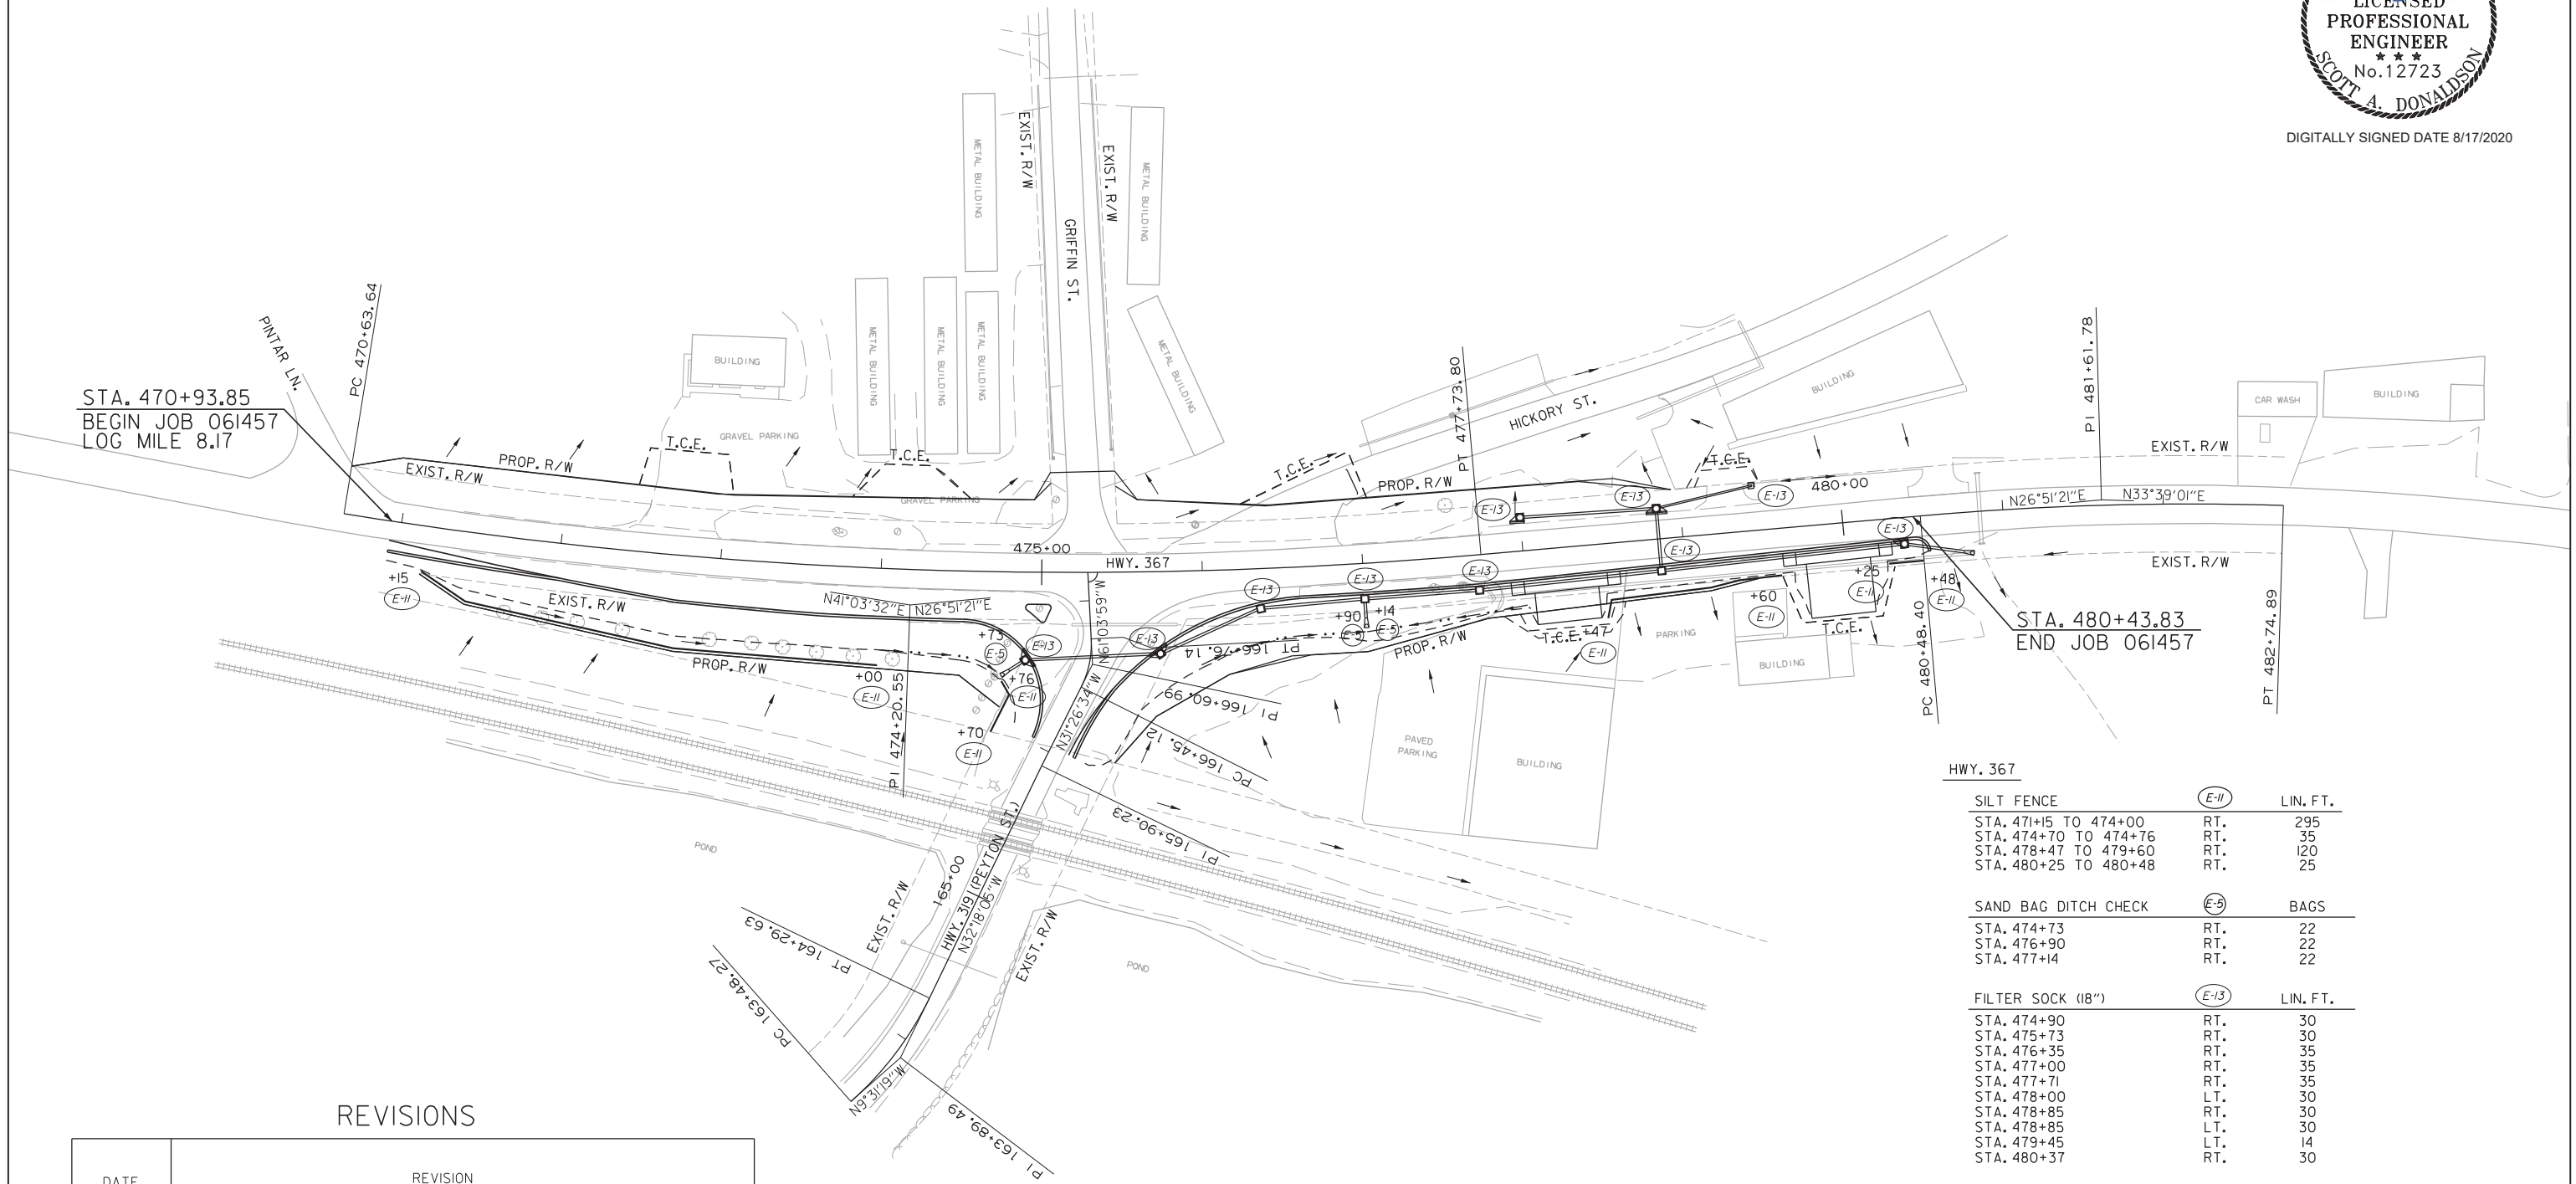 LICENSED
PROFESSIONAL
ENGINEER
★ ★ ★
No.12723
SCOTT A. DONALDSON
DIGITALLY SIGNED DATE 8/17/2020
STA. 470+93.85
BEGIN JOB 061457
LOG MILE 8.17
PINTAR LN.
PC 470+63.64
EXIST. R/W
PROP. R/W
T.C.E.
BUILDING
GRAVEL PARKING
METAL BUILDING
METAL BUILDING
METAL BUILDING
METAL BUILDING
T.C.E.
GRAVEL PARKING
EXIST. R/W
GRIFFIN ST.
EXIST. R/W
METAL BUILDING
METAL BUILDING
T.C.E.
PROP. R/W
PT 477+73.80
HICKORY ST.
BUILDING
T.C.E.
E-13
E-13
E-13
480+00
PI 481+61.78
N26°51'21"E
N33°39'01"E
EXIST. R/W
CAR WASH
BUILDING
475+00
HWY. 367
E-13
E-13
EXIST. R/W
+15
E-11
EXIST. R/W
N41°03'32"E
N26°51'21"E
PROP. R/W
+00
E-11
PI 474+20.55
+73
E-5
E-13
+76
E-11
+70
E-11
N16°03'59"W
E-13
E-13
E-13
E-13
+90
E-5
+14
E-5
PT 166+76.14
PROP. R/W
T.C.E.
+47
E-11
PARKING
+60
E-11
BUILDING
T.C.E.
+25
E-11
+48
E-11
PC 480+48.40
STA. 480+43.83
END JOB 061457
PT 482+74.89
PI 166+60.99
N31°26'34"W
PC 166+45.12
PI 165+90.23
PAVED
PARKING
BUILDING
POND
165+00
HWY. 319 (PEYTON ST.)
N32°18'05"W
EXIST. R/W
EXIST. R/W
POND
PT 164+29.63
PC 163+48.27
N9°31'19"W
PI 163+89.49
HWY. 367
SILT FENCE E-11 LIN. FT.
STA. 471+15 TO 474+00 RT. 295
STA. 474+70 TO 474+76 RT. 35
STA. 478+47 TO 479+60 RT. 120
STA. 480+25 TO 480+48 RT. 25
SAND BAG DITCH CHECK E-5 BAGS
STA. 474+73 RT. 22
STA. 476+90 RT. 22
STA. 477+14 RT. 22
FILTER SOCK (18") E-13 LIN. FT.
STA. 474+90 RT. 30
STA. 475+73 RT. 30
STA. 476+35 RT. 35
STA. 477+00 RT. 35
STA. 477+71 RT. 35
STA. 478+00 LT. 30
STA. 478+85 RT. 30
STA. 478+85 LT. 30
STA. 479+45 LT. 14
STA. 480+37 RT. 30
REVISIONS
DATE
REVISION